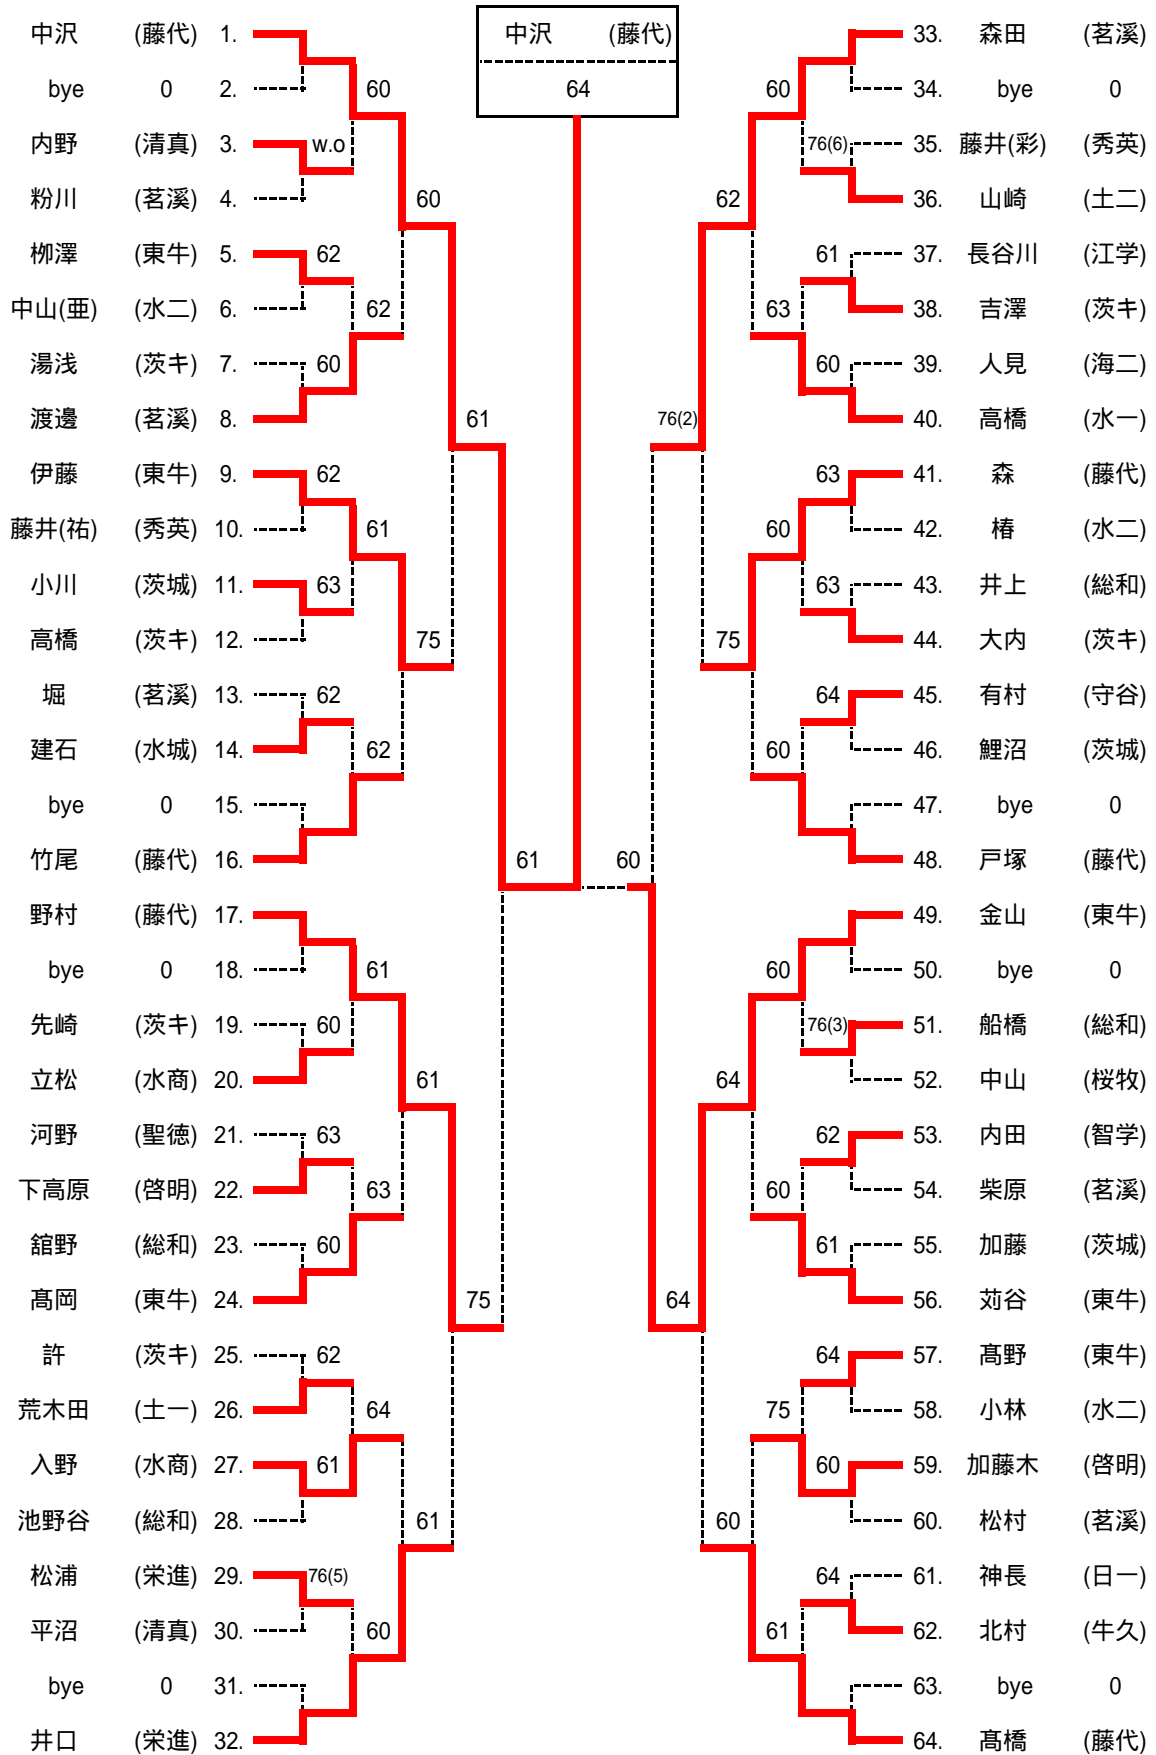 中沢 (藤代)
64
中沢 (藤代) 1.
bye 0 2.
60
内野 (清真) 3.
w.o
粉川 (茗溪) 4.
60
栁澤 (東牛) 5.
62
中山(亜) (水二) 6.
62
湯浅 (茨キ) 7.
60
渡邊 (茗溪) 8.
61
伊藤 (東牛) 9.
62
藤井(祐) (秀英) 10.
61
小川 (茨城) 11.
63
高橋 (茨キ) 12.
75
堀 (茗溪) 13.
62
建石 (水城) 14.
62
bye 0 15.
竹尾 (藤代) 16.
61
野村 (藤代) 17.
bye 0 18.
61
先崎 (茨キ) 19.
60
立松 (水商) 20.
61
河野 (聖徳) 21.
63
下高原 (啓明) 22.
63
舘野 (総和) 23.
60
髙岡 (東牛) 24.
75
許 (茨キ) 25.
62
荒木田 (土一) 26.
64
入野 (水商) 27.
61
池野谷 (総和) 28.
61
松浦 (栄進) 29.
76(5)
平沼 (清真) 30.
60
bye 0 31.
井口 (栄進) 32.
33. 森田 (茗溪)
60
34. bye 0
76(6)
35. 藤井(彩) (秀英)
62
36. 山崎 (土二)
61
37. 長谷川 (江学)
63
38. 吉澤 (茨キ)
60
39. 人見 (海二)
76(2)
40. 高橋 (水一)
63
41. 森 (藤代)
60
42. 椿 (水二)
63
43. 井上 (総和)
75
44. 大内 (茨キ)
64
45. 有村 (守谷)
60
46. 鯉沼 (茨城)
47. bye 0
60
48. 戸塚 (藤代)
49. 金山 (東牛)
60
50. bye 0
76(3)
51. 船橋 (総和)
64
52. 中山 (桜牧)
62
53. 内田 (智学)
60
54. 柴原 (茗溪)
61
55. 加藤 (茨城)
64
56. 苅谷 (東牛)
64
57. 髙野 (東牛)
75
58. 小林 (水二)
60
59. 加藤木 (啓明)
60
60. 松村 (茗溪)
64
61. 神長 (日一)
61
62. 北村 (牛久)
63. bye 0
64. 髙橋 (藤代)